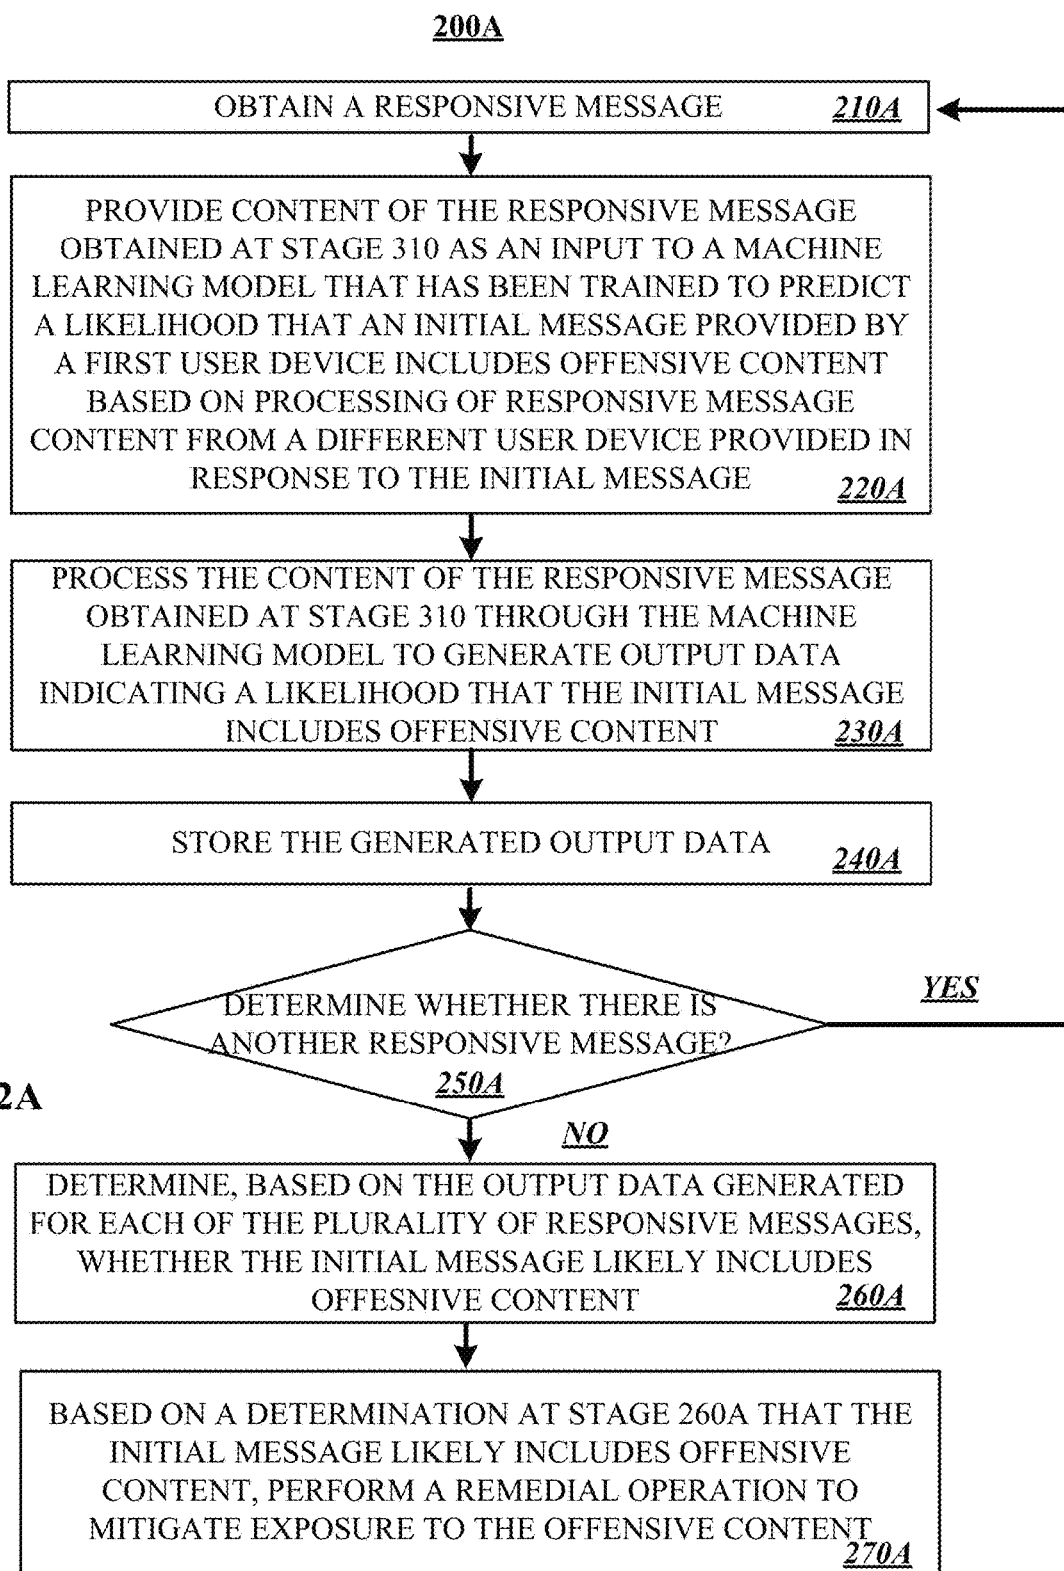 200A
OBTAIN A RESPONSIVE MESSAGE 210A
PROVIDE CONTENT OF THE RESPONSIVE MESSAGE
OBTAINED AT STAGE 310 AS AN INPUT TO A MACHINE
LEARNING MODEL THAT HAS BEEN TRAINED TO PREDICT
A LIKELIHOOD THAT AN INITIAL MESSAGE PROVIDED BY
A FIRST USER DEVICE INCLUDES OFFENSIVE CONTENT
BASED ON PROCESSING OF RESPONSIVE MESSAGE
CONTENT FROM A DIFFERENT USER DEVICE PROVIDED IN
RESPONSE TO THE INITIAL MESSAGE 220A
PROCESS THE CONTENT OF THE RESPONSIVE MESSAGE
OBTAINED AT STAGE 310 THROUGH THE MACHINE
LEARNING MODEL TO GENERATE OUTPUT DATA
INDICATING A LIKELIHOOD THAT THE INITIAL MESSAGE
INCLUDES OFFENSIVE CONTENT 230A
STORE THE GENERATED OUTPUT DATA 240A
YES
DETERMINE WHETHER THERE IS
ANOTHER RESPONSIVE MESSAGE?
250A
2A
NO
DETERMINE, BASED ON THE OUTPUT DATA GENERATED
FOR EACH OF THE PLURALITY OF RESPONSIVE MESSAGES,
WHETHER THE INITIAL MESSAGE LIKELY INCLUDES
OFFESNIVE CONTENT 260A
BASED ON A DETERMINATION AT STAGE 260A THAT THE
INITIAL MESSAGE LIKELY INCLUDES OFFENSIVE
CONTENT, PERFORM A REMEDIAL OPERATION TO
MITIGATE EXPOSURE TO THE OFFENSIVE CONTENT
270A